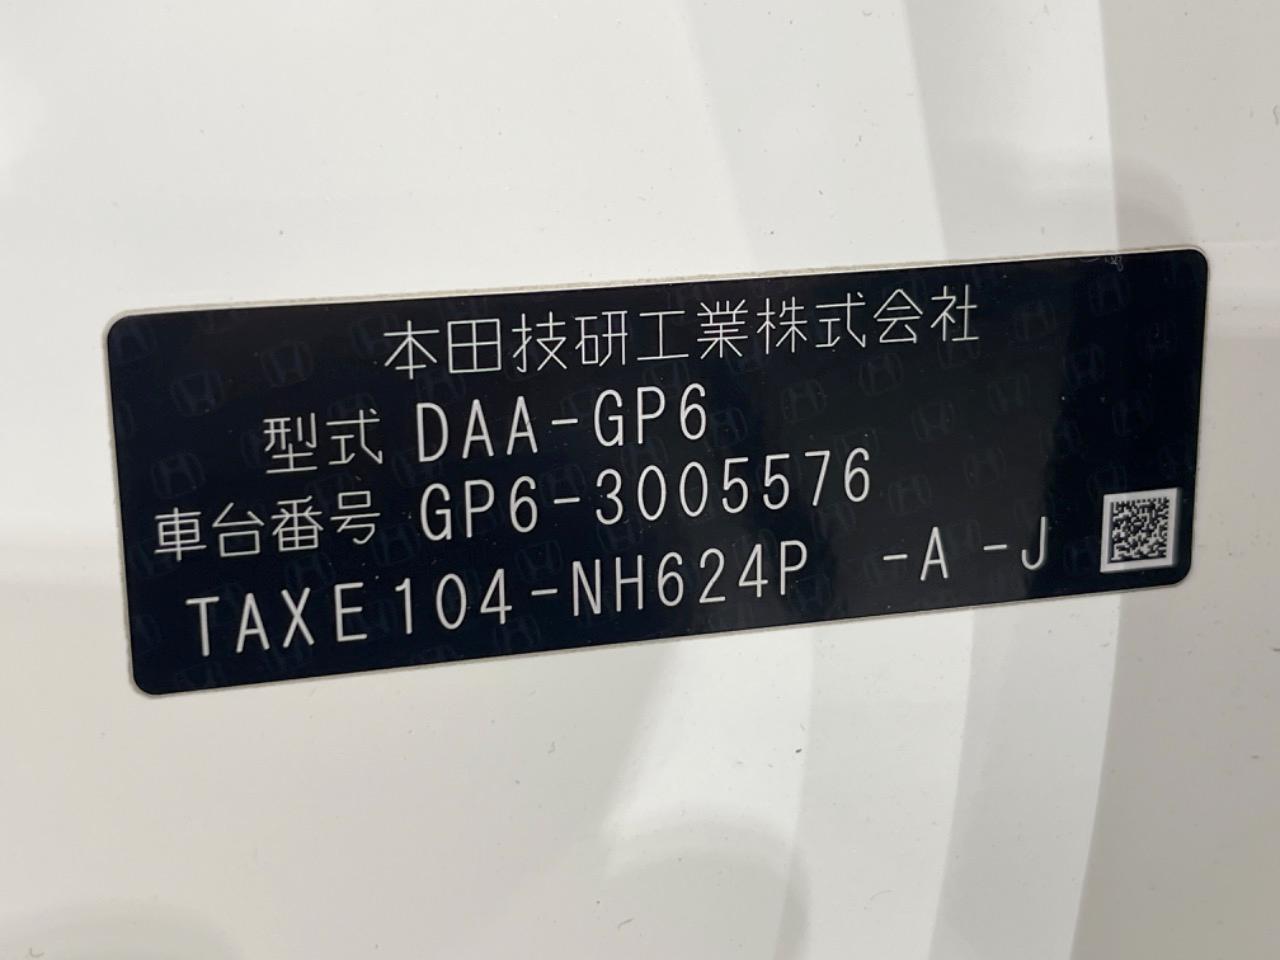 本田技研工業株式会社
型式 DAA-GP6
車台番号 GP6-3005576
TAXE104-NH624P -A -J